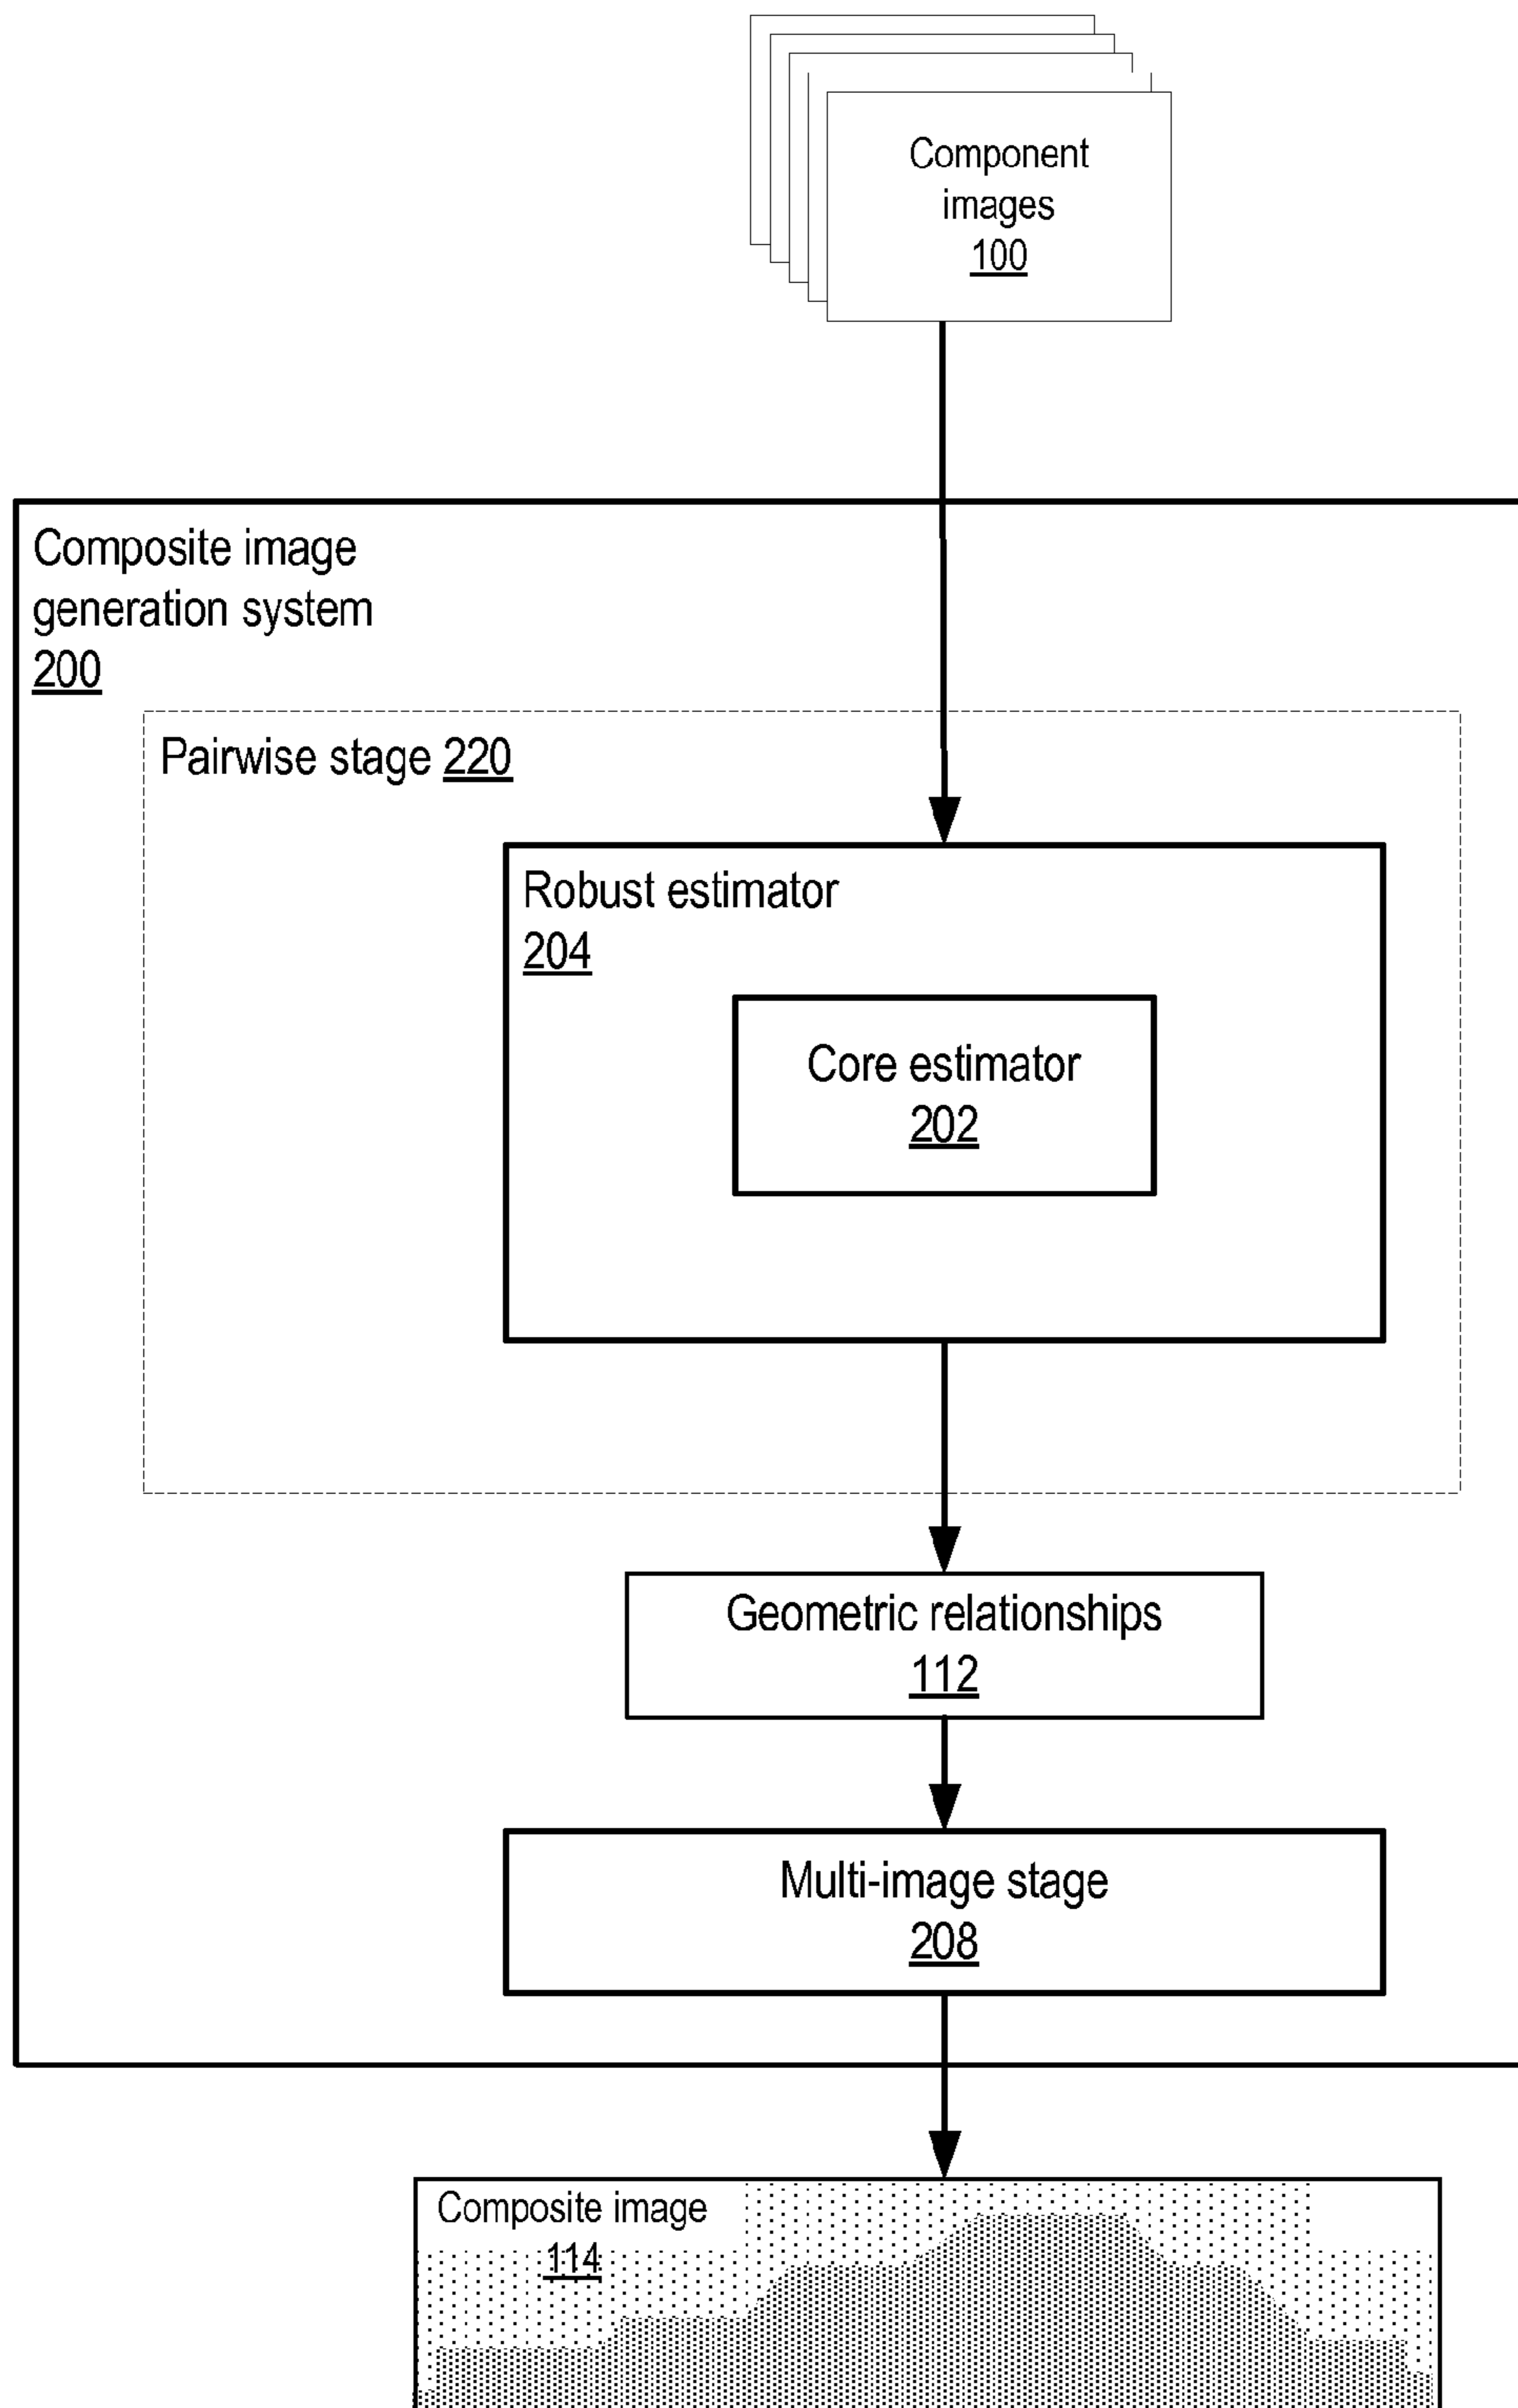 Component
images
100
Composite image
generation system
200
Pairwise stage 220
Robust estimator
204
Core estimator
202
Geometric relationships
112
Multi-image stage
208
Composite image
114